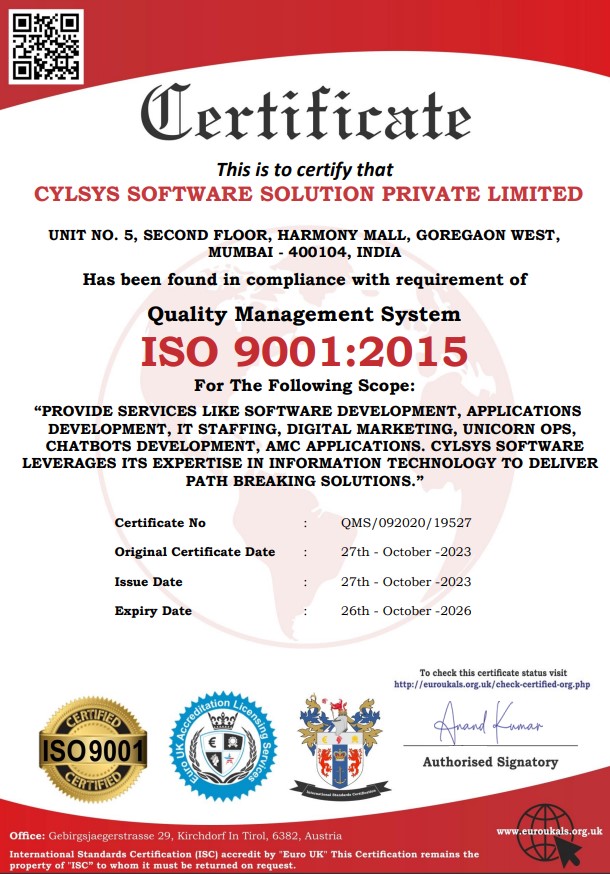 Certificate
This is to certify that
CYLSYS SOFTWARE SOLUTION PRIVATE LIMITED
UNIT NO. 5, SECOND FLOOR, HARMONY MALL, GOREGAON WEST,
MUMBAI - 400104, INDIA
Has been found in compliance with requirement of
Quality Management System
ISO 9001:2015
For The Following Scope:
“PROVIDE SERVICES LIKE SOFTWARE DEVELOPMENT, APPLICATIONS
DEVELOPMENT, IT STAFFING, DIGITAL MARKETING, UNICORN OPS,
CHATBOTS DEVELOPMENT, AMC APPLICATIONS. CYLSYS SOFTWARE
LEVERAGES ITS EXPERTISE IN INFORMATION TECHNOLOGY TO DELIVER
PATH BREAKING SOLUTIONS.”
Certificate No : QMS/092020/19527
Original Certificate Date : 27th - October -2023
Issue Date : 27th - October -2023
Expiry Date : 26th - October -2026
To check this certificate status visit
http://euroukals.org.uk/check-certified-org.php
Anand Kumar
Authorised Signatory
CERTIFIED
ISO 9001
CERTIFIED
Euro UK Accreditation Licensing Services
International Standards Certification
www.euroukals.org.uk
Office: Gebirgsjaegerstrasse 29, Kirchdorf In Tirol, 6382, Austria
International Standards Certification (ISC) accredit by "Euro UK" This Certification remains the
property of "ISC” to whom it must be returned on request.